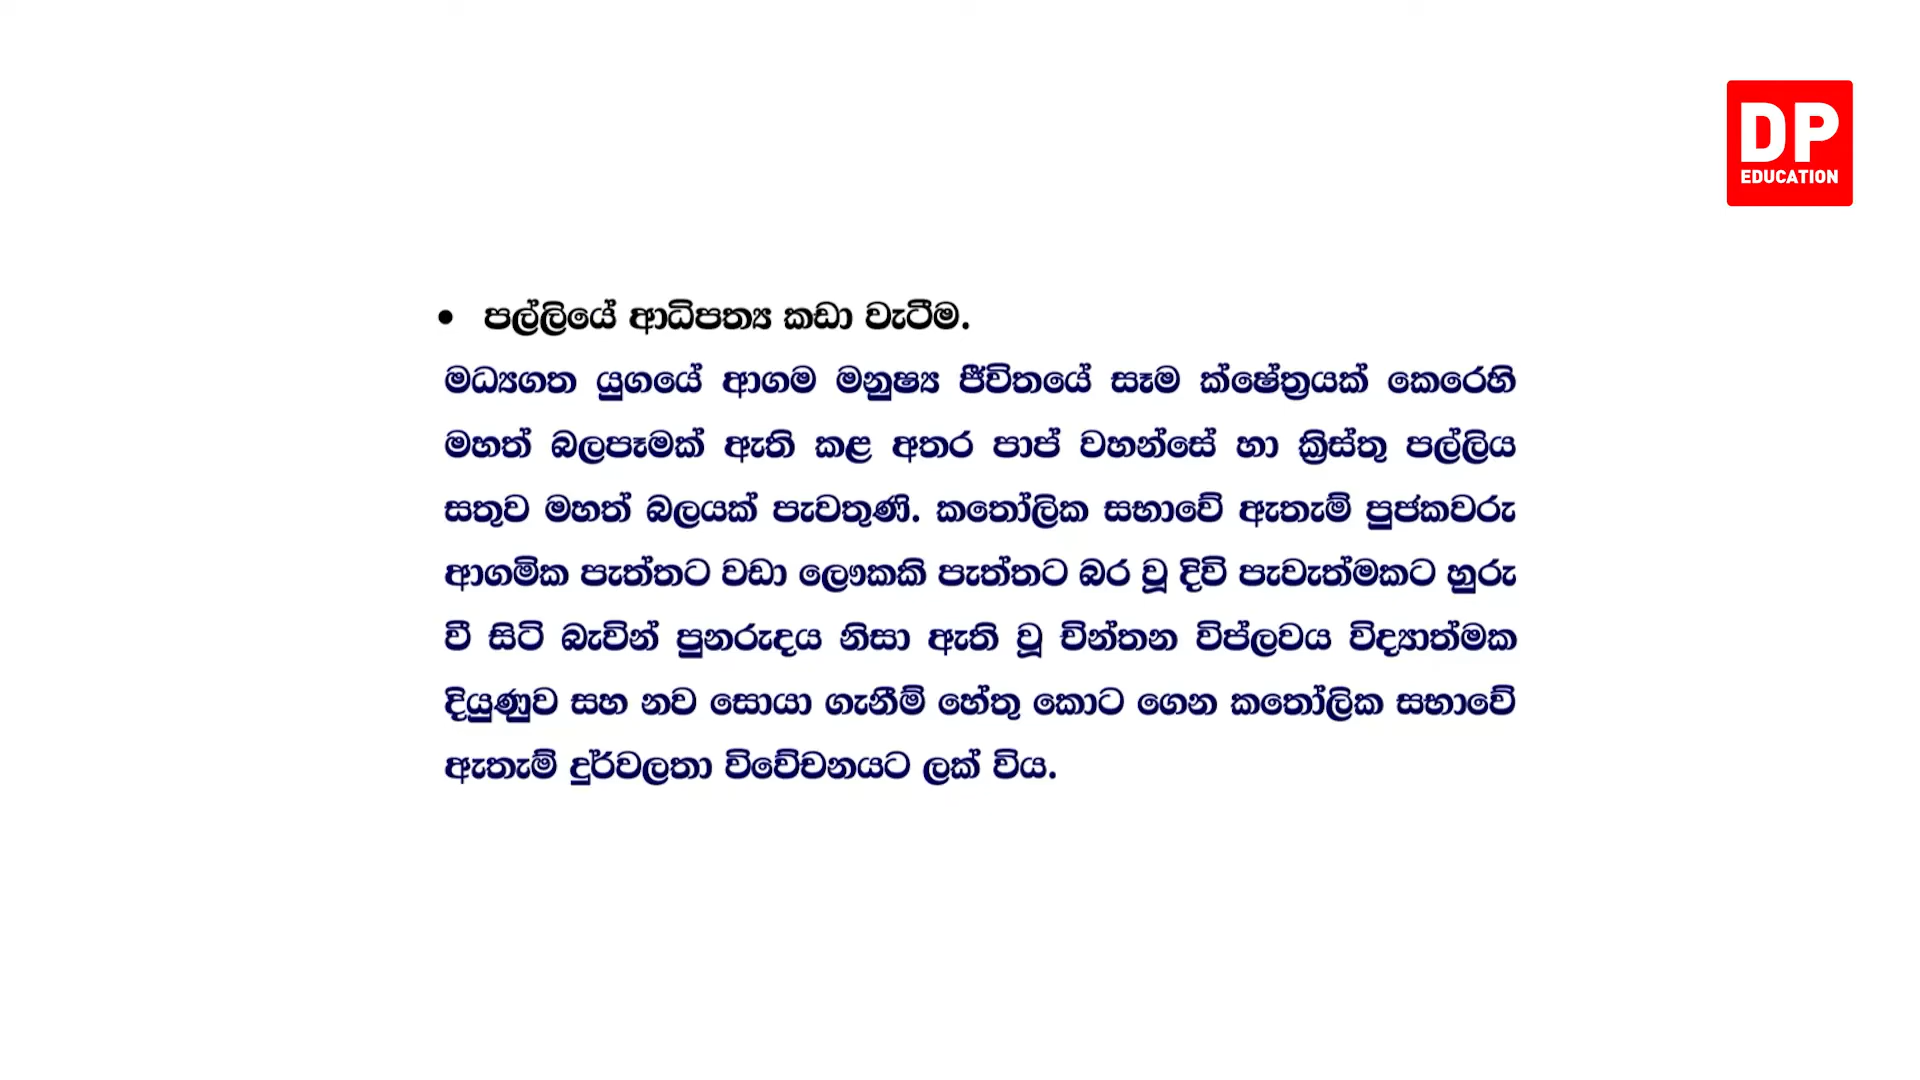 DP
EDUCATION
• පල්ලියේ ආධිපත්‍ය කඩා වැටීම.
මධ්‍යගත යුගයේ ආගම මනුෂ්‍ය ජීවිතයේ සෑම ක්ෂේත්‍රයක් කෙරෙහි
මහත් බලපෑමක් ඇති කළ අතර පාප් වහන්සේ හා ක්‍රිස්තු පල්ලිය
සතුව මහත් බලයක් පැවතුණි. කතෝලික සභාවේ ඇතැම් පුජකවරු
ආගමික පැත්තට වඩා ලෞකකි පැත්තට බර වූ දිවි පැවැත්මකට හුරු
වී සිටි බැවින් පුනරුදය නිසා ඇති වූ චින්තන විප්ලවය විද්‍යාත්මක
දියුණුව සහ නව සොයා ගැනීම් හේතු කොට ගෙන කතෝලික සභාවේ
ඇතැම් දුර්වලතා විවේචනයට ලක් විය.